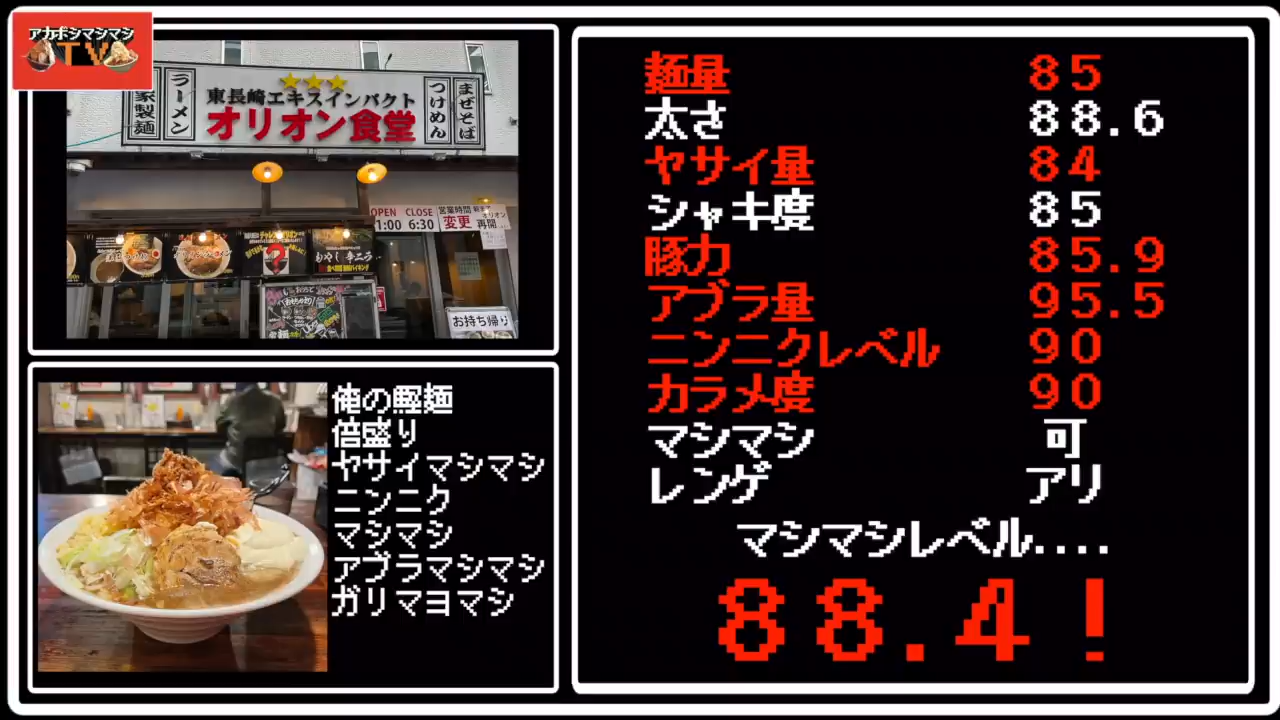 アカボシマシマシ
TV
自家製麺
ラーメン
★★★
東長崎エキスインパクト
オリオン食堂
つけめん
まぜそば
OPEN CLOSE
営業時間
変更
再開
お持ち帰り
俺の鰹麺
倍盛り
ヤサイマシマシ
ニンニク
マシマシ
アブラマシマシ
ガリマヨマシ
麺量 85
太さ 88.6
ヤサイ量 84
シャキ度 85
豚力 85.9
アブラ量 95.5
ニンニクレベル 90
カラメ度 90
マシマシ 可
レンゲ アリ
マシマシレベル....
88.4!